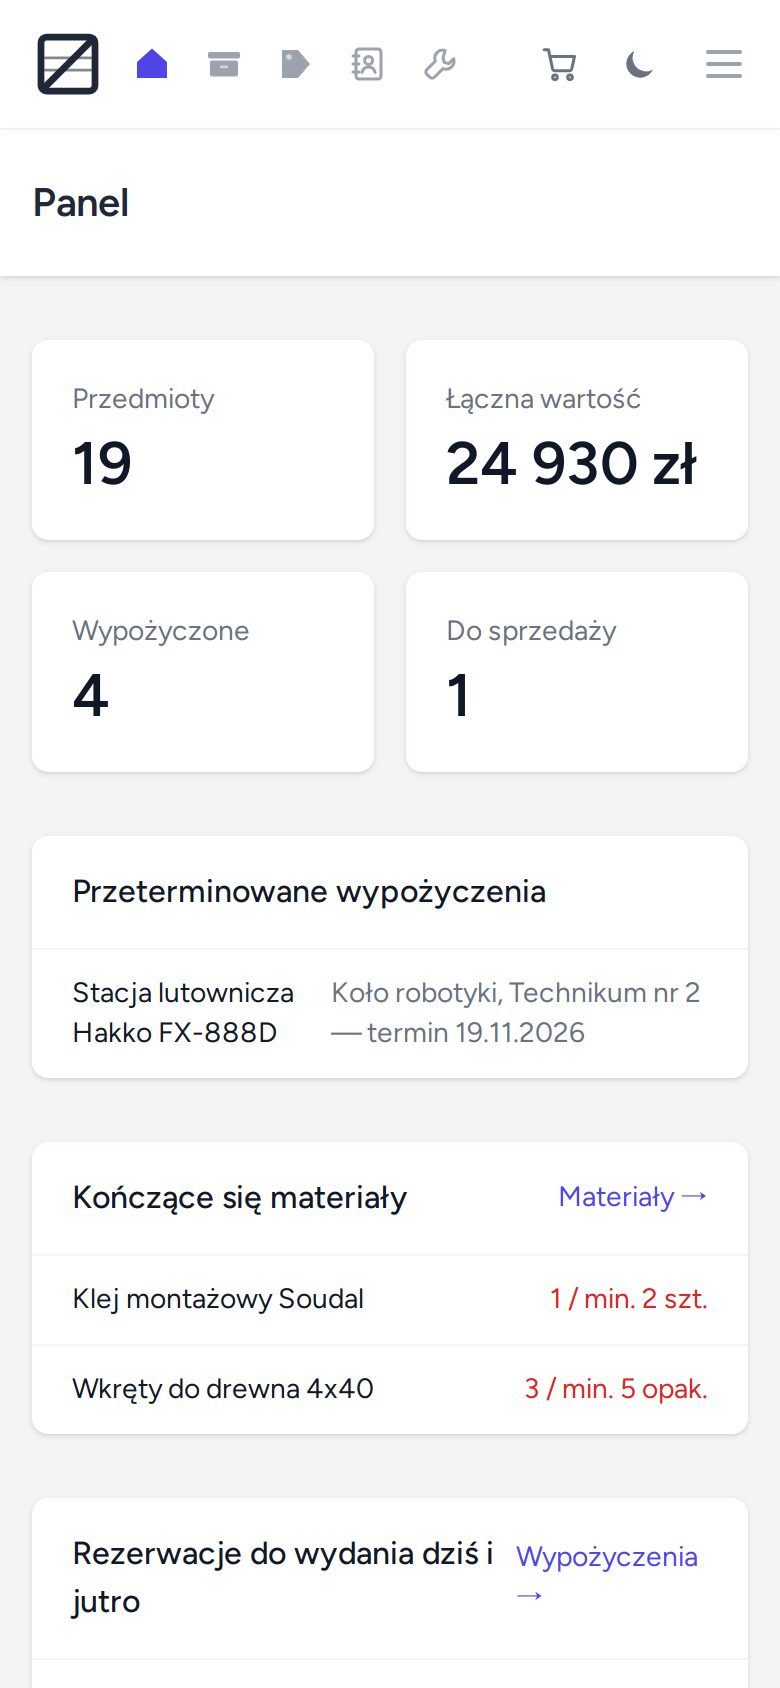 Panel
Przedmioty
19
Łączna wartość
24 930 zł
Wypożyczone
4
Do sprzedaży
1
Przeterminowane wypożyczenia
Stacja lutownicza
Hakko FX-888D
Koło robotyki, Technikum nr 2
— termin 19.11.2026
Kończące się materiały
Materiały →
Klej montażowy Soudal
1 / min. 2 szt.
Wkręty do drewna 4x40
3 / min. 5 opak.
Rezerwacje do wydania dziś i
jutro
Wypożyczenia
→